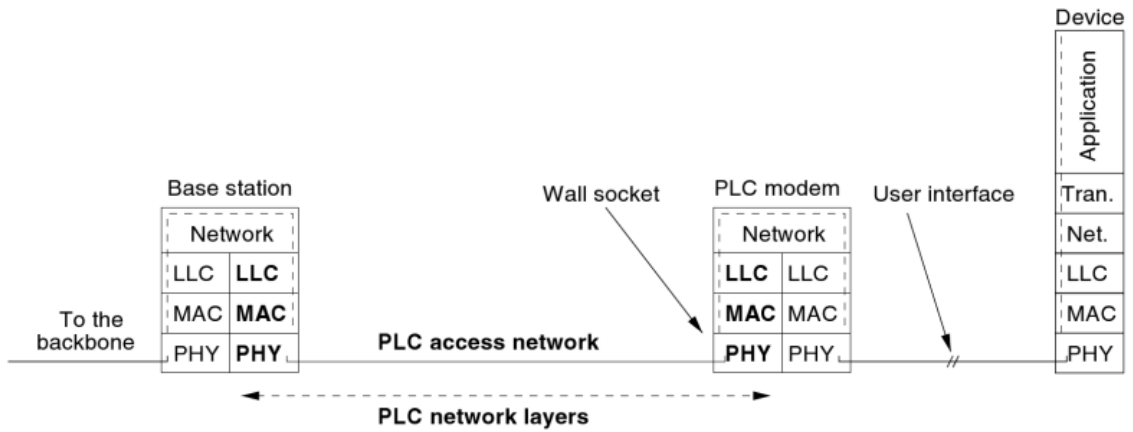 Device
Application
Base station
Wall socket
PLC modem
User interface
Tran.
Network
Network
Net.
LLC LLC
LLC LLC
LLC
To the
backbone
MAC MAC
MAC MAC
MAC
PHY PHY
PLC access network
PHY PHY
PHY
PLC network layers